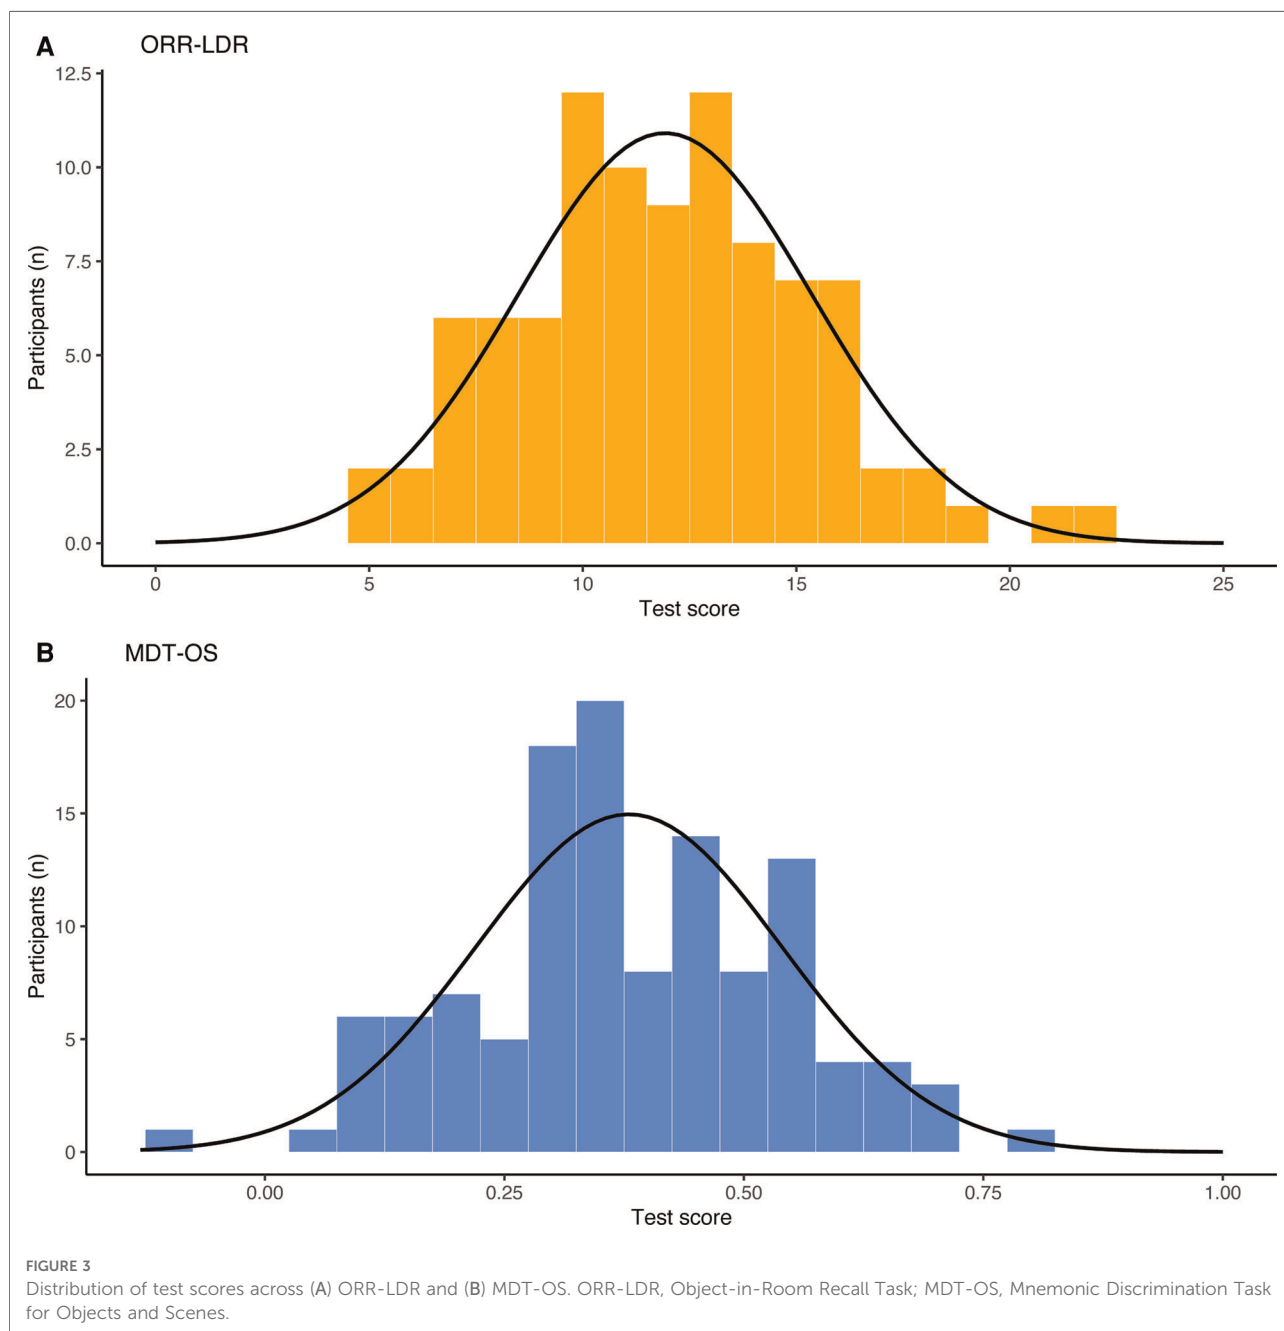 A ORR-LDR
12.5
10.0
7.5
5.0
2.5
0.0
Participants (n)
0 5 10 15 20 25
Test score
B MDT-OS
20
15
10
5
0
Participants (n)
0.00 0.25 0.50 0.75 1.00
Test score
FIGURE 3
Distribution of test scores across (A) ORR-LDR and (B) MDT-OS. ORR-LDR, Object-in-Room Recall Task; MDT-OS, Mnemonic Discrimination Task
for Objects and Scenes.